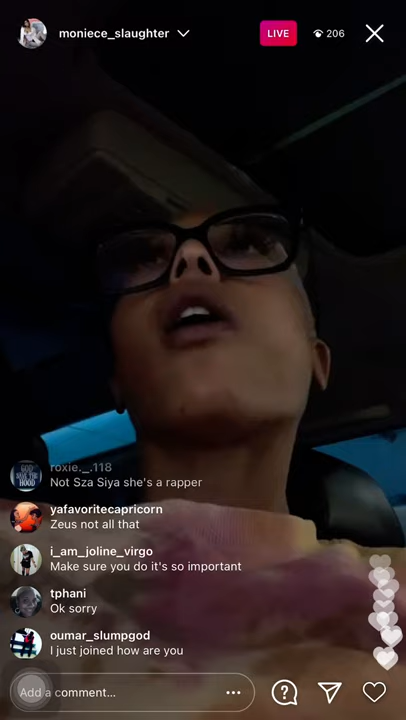 moniece_slaughter
LIVE
206
roxie._.118
Not Sza Siya she's a rapper
yafavoritecapricorn
Zeus not all that
i_am_joline_virgo
Make sure you do it's so important
tphani
Ok sorry
oumar_slumpgod
I just joined how are you
Add a comment...